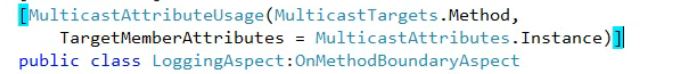 [MulticastAttributeUsage(MulticastTargets.Method,
TargetMemberAttributes = MulticastAttributes.Instance)]
public class LoggingAspect:OnMethodBoundaryAspect